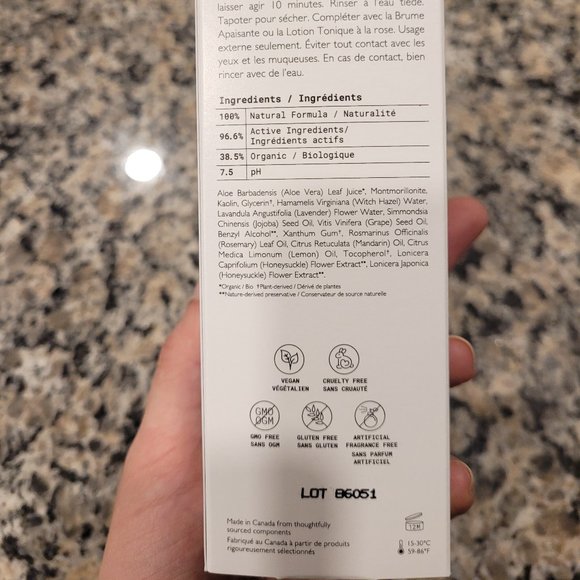 laisser agir 10 minutes. Rincer à l'eau tiède.
Tapoter pour sécher. Compléter avec la Brume
Apaisante ou la Lotion Tonique à la rose. Usage
externe seulement. Éviter tout contact avec les
yeux et les muqueuses. En cas de contact, bien
rincer avec de l'eau.
Ingredients / Ingrédients
100% Natural Formula / Naturalité
96.6% Active Ingredients/
Ingrédients actifs
38.5% Organic / Biologique
7.5 pH
Aloe Barbadensis (Aloe Vera) Leaf Juice*, Montmorillonite,
Kaolin, Glycerin†, Hamamelis Virginiana (Witch Hazel) Water,
Lavandula Angustifolia (Lavender) Flower Water, Simmondsia
Chinensis (Jojoba) Seed Oil, Vitis Vinifera (Grape) Seed Oil,
Benzyl Alcohol**, Xanthum Gum†, Rosmarinus Officinalis
(Rosemary) Leaf Oil, Citrus Reticulata (Mandarin) Oil, Citrus
Medica Limonum (Lemon) Oil, Tocopherol†, Lonicera
Caprifolium (Honeysuckle) Flower Extract**, Lonicera Japonica
(Honeysuckle) Flower Extract**.
*Organic / Bio †Plant-derived / Dérivé de plantes
**Nature-derived preservative / Conservateur de source naturelle
VEGAN
VÉGÉTALIEN
CRUELTY FREE
SANS CRUAUTÉ
GMO
OGM
GMO FREE
SANS OGM
GLUTEN FREE
SANS GLUTEN
ARTIFICIAL
FRAGRANCE FREE
SANS PARFUM
ARTIFICIEL
LOT 86051
Made in Canada from thoughtfully
sourced components
Fabriqué au Canada à partir de produits
rigoureusement sélectionnés
12M
15-30°C
59-86°F